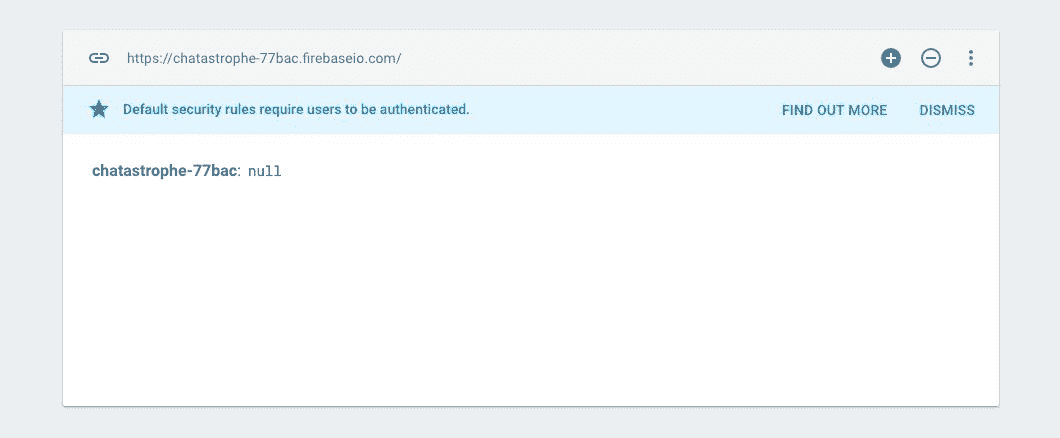 https://chatastrophe-77bac.firebaseio.com/
Default security rules require users to be authenticated. FIND OUT MORE DISMISS
chatastrophe-77bac: null